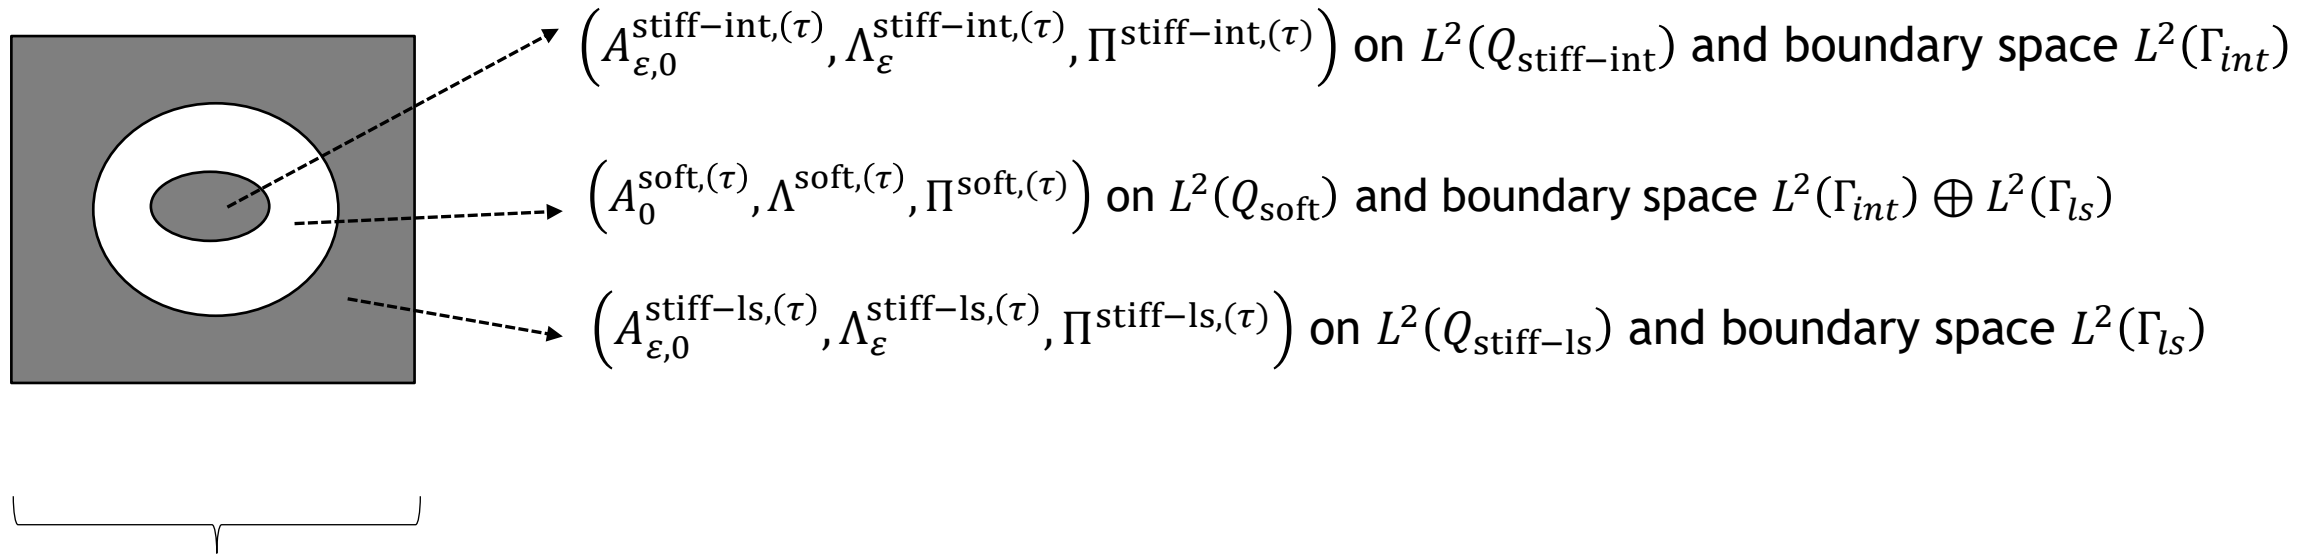 (A_{ε,0}^{stiff−int,(τ)}, Λ_ε^{stiff−int,(τ)}, Π^{stiff−int,(τ)}) on L²(Q_{stiff−int}) and boundary space L²(Γ_{int})
(A_0^{soft,(τ)}, Λ^{soft,(τ)}, Π^{soft,(τ)}) on L²(Q_{soft}) and boundary space L²(Γ_{int}) ⊕ L²(Γ_{ls})
(A_{ε,0}^{stiff−ls,(τ)}, Λ_ε^{stiff−ls,(τ)}, Π^{stiff−ls,(τ)}) on L²(Q_{stiff−ls}) and boundary space L²(Γ_{ls})